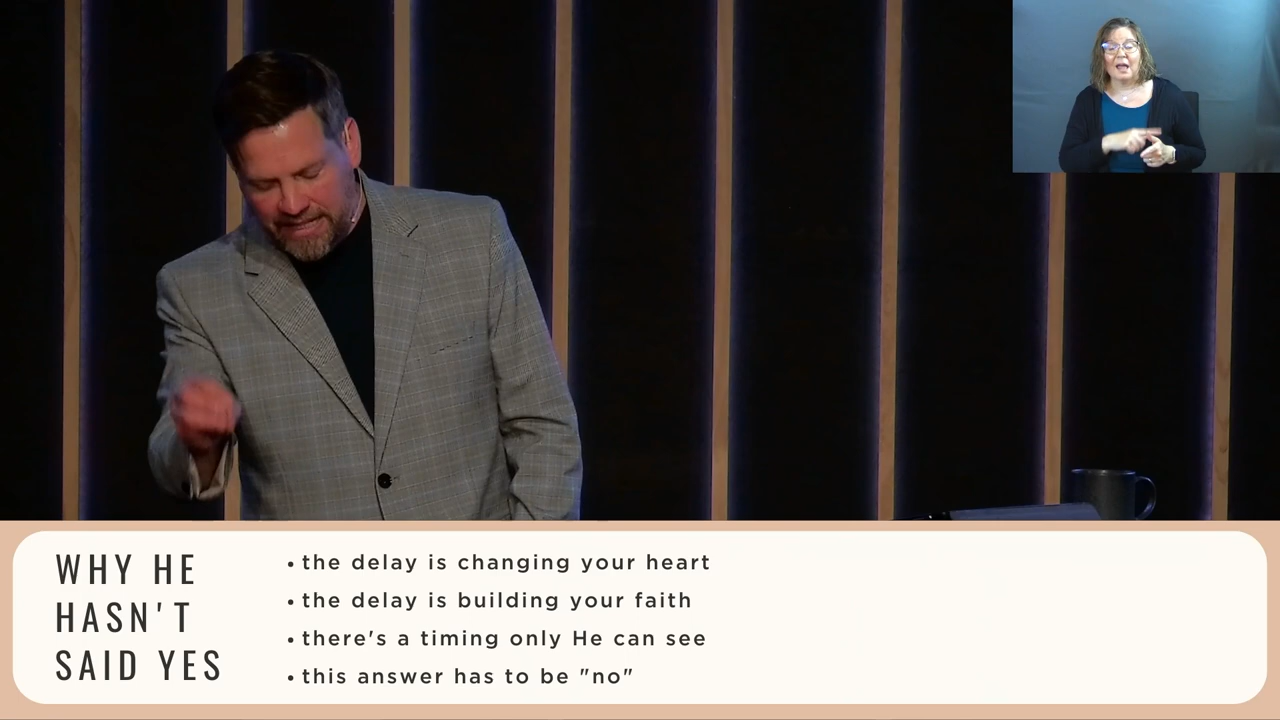 WHY HE
HASN'T
SAID YES
• the delay is changing your heart
• the delay is building your faith
• there's a timing only He can see
• this answer has to be "no"